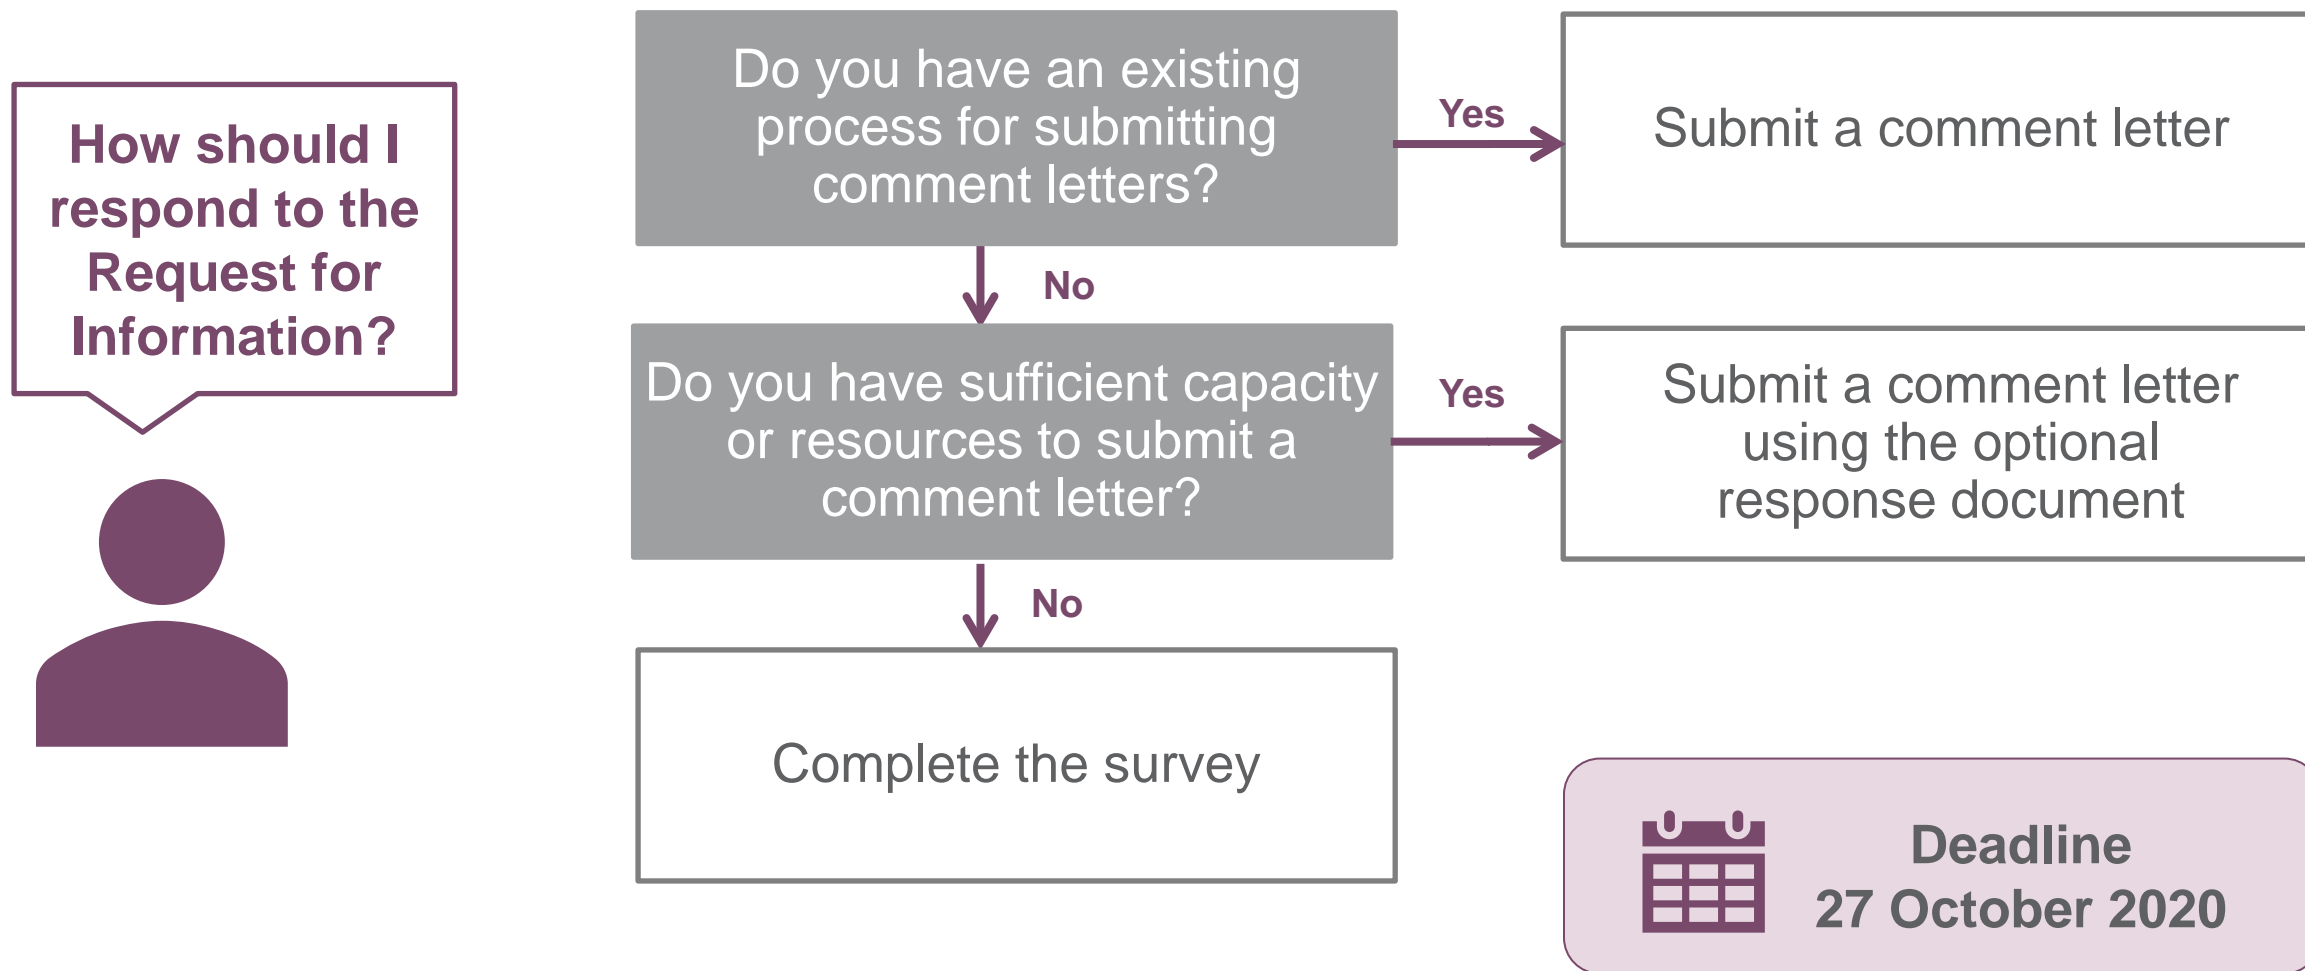 How should I
respond to the
Request for
Information?
Do you have an existing
process for submitting
comment letters?
Yes
Submit a comment letter
No
Do you have sufficient capacity
or resources to submit a
comment letter?
Yes
Submit a comment letter
using the optional
response document
No
Complete the survey
Deadline
27 October 2020